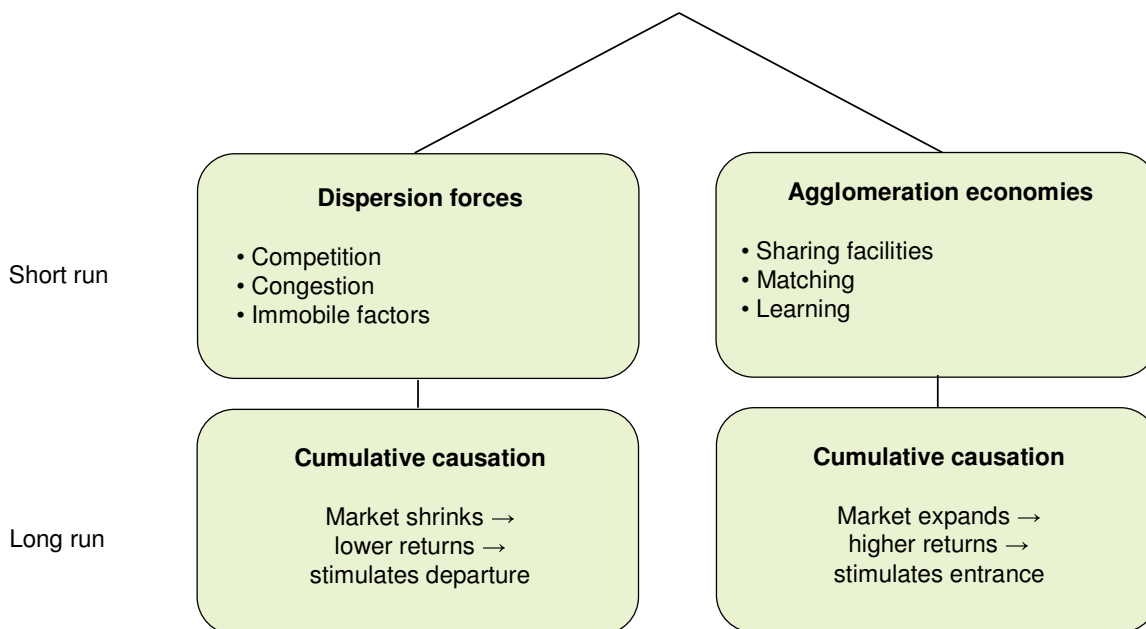 Dispersion forces
• Competition
• Congestion
• Immobile factors
Agglomeration economies
• Sharing facilities
• Matching
• Learning
Short run
Cumulative causation
Market shrinks →
lower returns →
stimulates departure
Cumulative causation
Market expands →
higher returns →
stimulates entrance
Long run